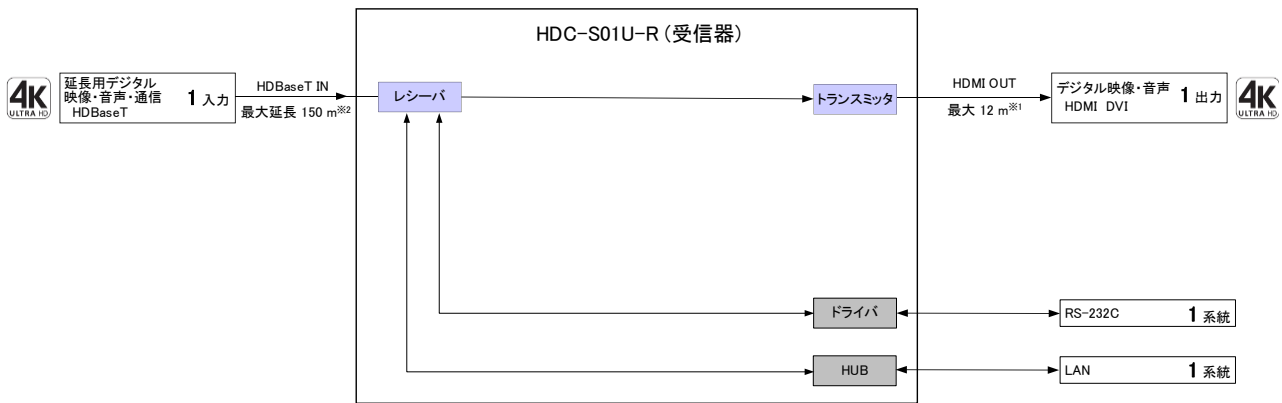 HDC-S01U-R（受信器）
4K
ULTRA HD
延長用デジタル
映像・音声・通信
HDBaseT
1 入力
HDBaseT IN
最大延長 150 m※2
レシーバ
トランスミッタ
HDMI OUT
最大 12 m※1
デジタル映像・音声
HDMI DVI
1 出力
4K
ULTRA HD
ドライバ
RS-232C 1 系統
HUB
LAN 1 系統